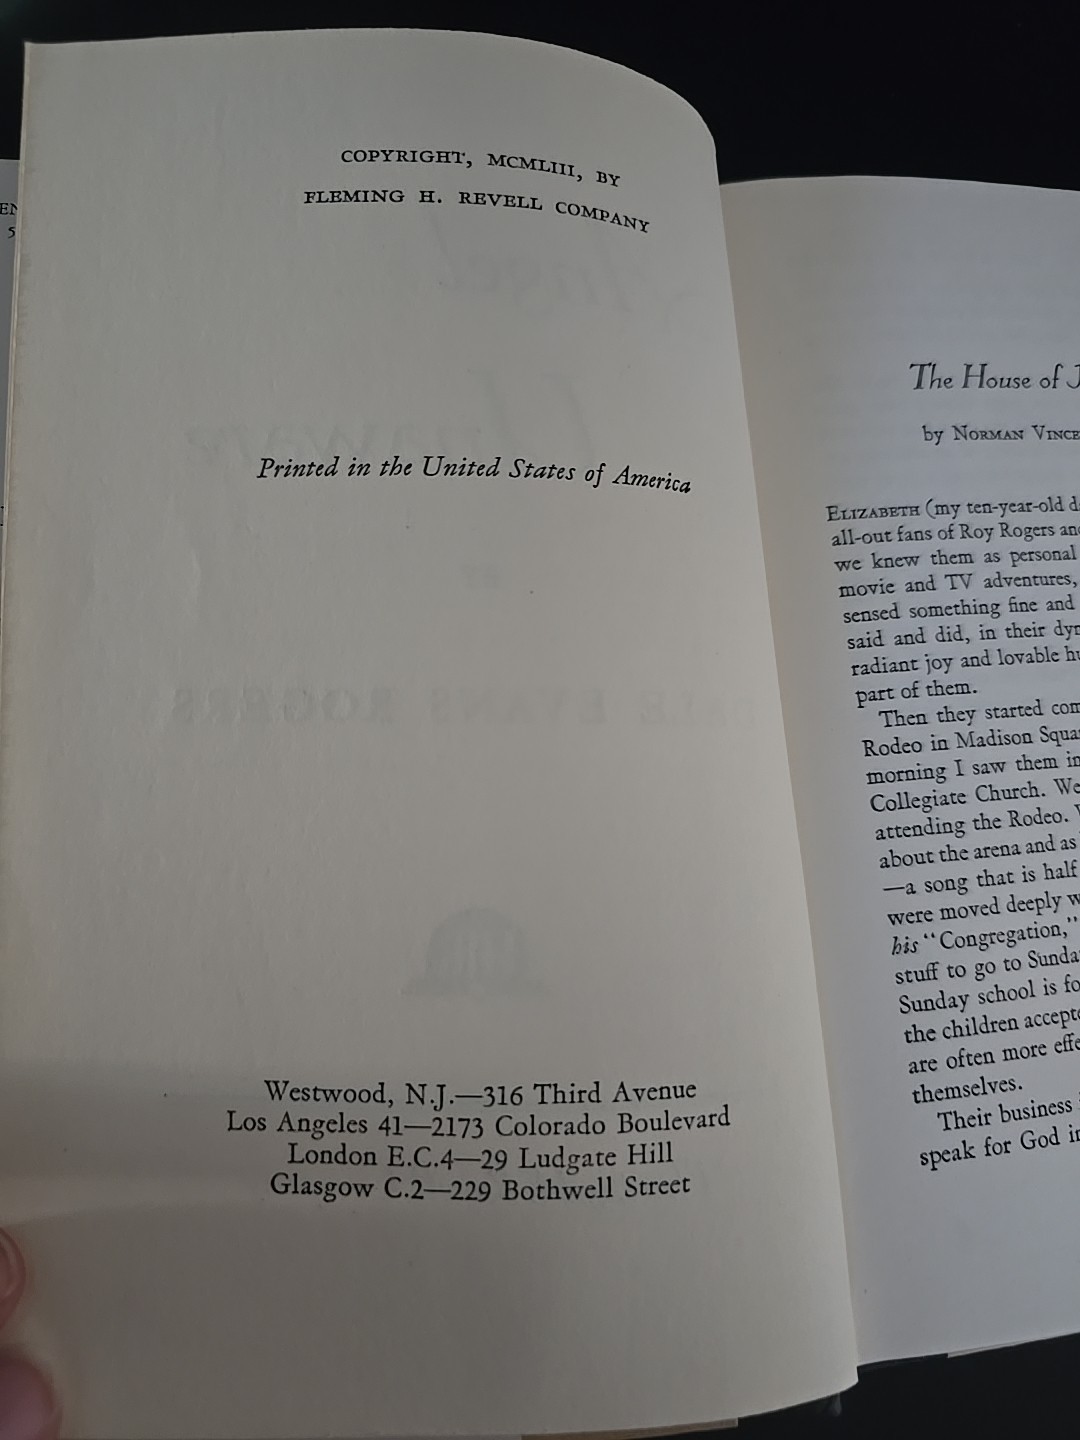 COPYRIGHT, MCMLIII, BY
FLEMING H. REVELL COMPANY
Printed in the United States of America
Westwood, N.J.—316 Third Avenue
Los Angeles 41—2173 Colorado Boulevard
London E.C.4—29 Ludgate Hill
Glasgow C.2—229 Bothwell Street
The House of
by NORMAN
ELIZABETH (my ten-year-old
all-out fans of Roy Rogers
we knew them as personal
movie and TV adventures,
sensed something fine and
said and did, in their
radiant joy and lovable
part of them.
Then they started
Rodeo in Madison
morning I saw them
Collegiate Church.
attending the Rodeo.
about the arena and as
—a song that is half
were moved deeply
his "Congregation,"
stuff to go to
Sunday school is
the children
are often more
themselves.
Their business
speak for God